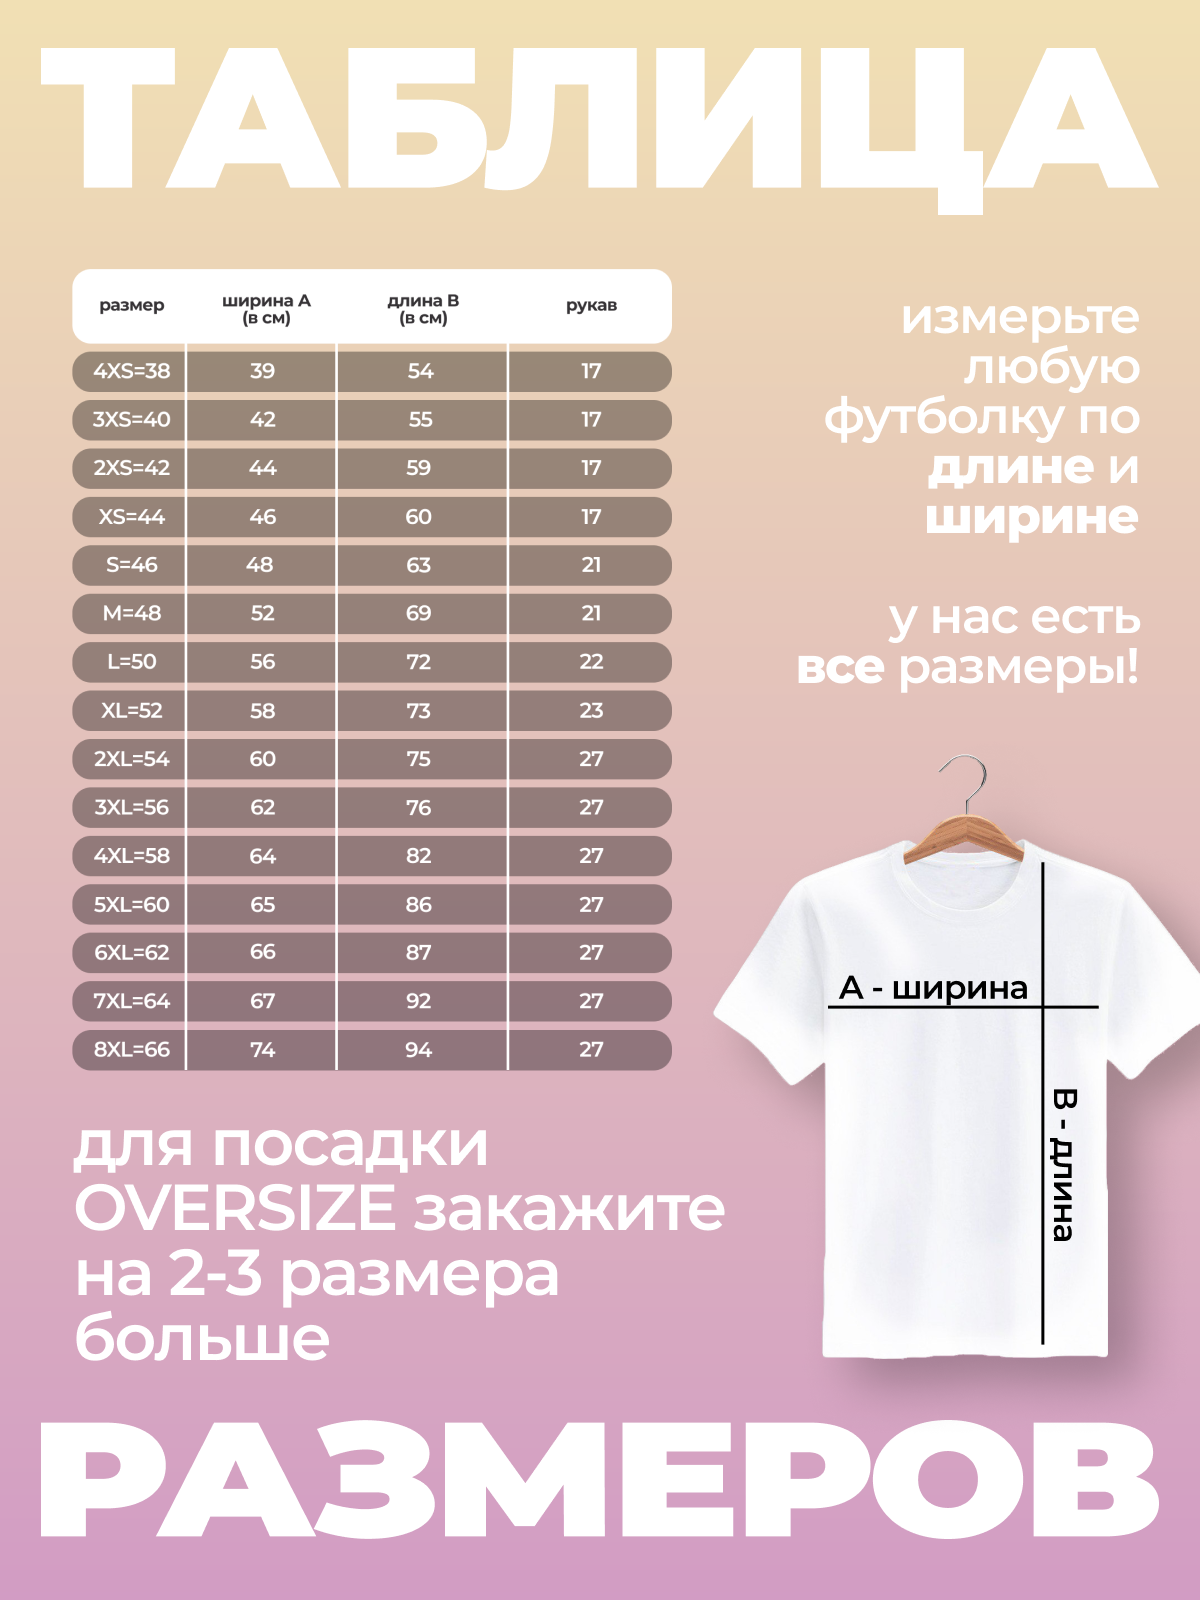 ТАБЛИЦА
размер ширина А (в см) длина В (в см) рукав
4XS=38 39 54 17
3XS=40 42 55 17
2XS=42 44 59 17
XS=44 46 60 17
S=46 48 63 21
M=48 52 69 21
L=50 56 72 22
XL=52 58 73 23
2XL=54 60 75 27
3XL=56 62 76 27
4XL=58 64 82 27
5XL=60 65 86 27
6XL=62 66 87 27
7XL=64 67 92 27
8XL=66 74 94 27
измерьте
любую
футболку по
длине и
ширине
у нас есть
все размеры!
А - ширина
В - длина
для посадки
OVERSIZE закажите
на 2-3 размера
больше
РАЗМЕРОВ